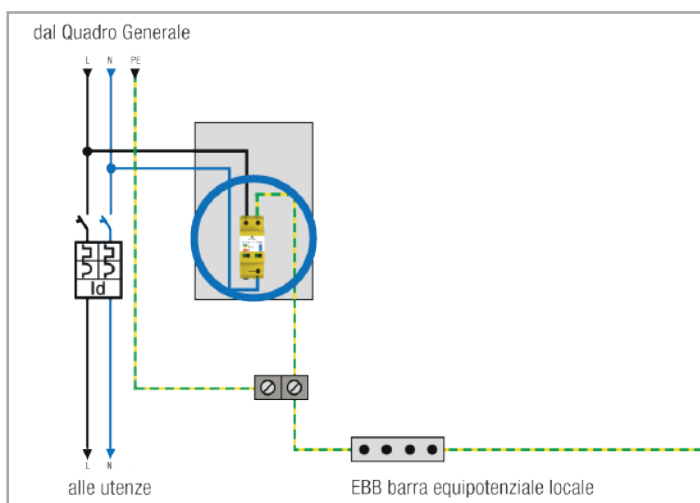 dal Quadro Generale
L N PE
Id
L N
alle utenze
EBB barra equipotenziale locale